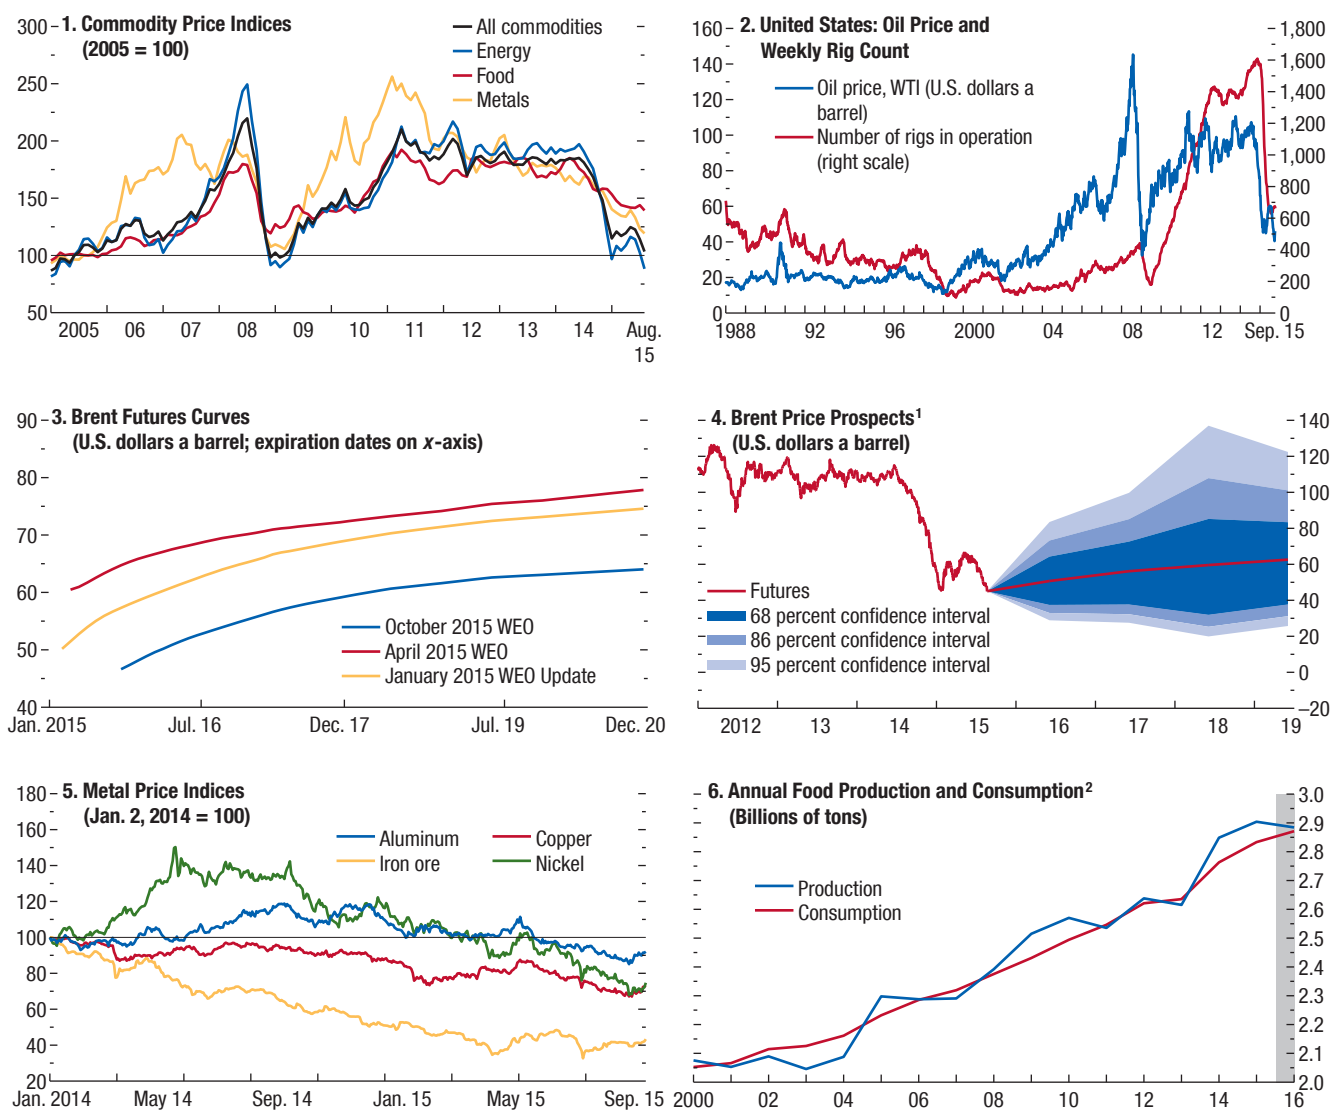 1. Commodity Price Indices
(2005 = 100)
All commodities
Energy
Food
Metals
300
250
200
150
100
50
2005 06 07 08 09 10 11 12 13 14 Aug.
15
2. United States: Oil Price and
Weekly Rig Count
Oil price, WTI (U.S. dollars a
barrel)
Number of rigs in operation
(right scale)
160
140
120
100
80
60
40
20
0
1,800
1,600
1,400
1,200
1,000
800
600
400
200
0
1988 92 96 2000 04 08 12 Sep. 15
3. Brent Futures Curves
(U.S. dollars a barrel; expiration dates on x-axis)
90
80
70
60
50
40
October 2015 WEO
April 2015 WEO
January 2015 WEO Update
Jan. 2015 Jul. 16 Dec. 17 Jul. 19 Dec. 20
4. Brent Price Prospects1
(U.S. dollars a barrel)
Futures
68 percent confidence interval
86 percent confidence interval
95 percent confidence interval
140
120
100
80
60
40
20
0
–20
2012 13 14 15 16 17 18 19
5. Metal Price Indices
(Jan. 2, 2014 = 100)
Aluminum Copper
Iron ore Nickel
180
160
140
120
100
80
60
40
20
Jan. 2014 May 14 Sep. 14 Jan. 15 May 15 Sep. 15
6. Annual Food Production and Consumption2
(Billions of tons)
Production
Consumption
3.0
2.9
2.8
2.7
2.6
2.5
2.4
2.3
2.2
2.1
2.0
2000 02 04 06 08 10 12 14 16